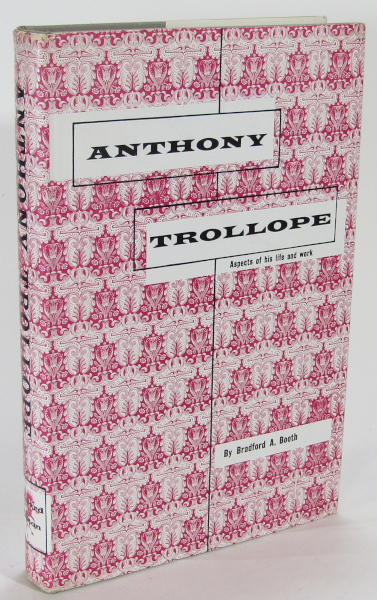 ANTHONY
TROLLOPE
Aspects of his life and work
By Bradford A. Booth
ANTHONY TROLLOPE